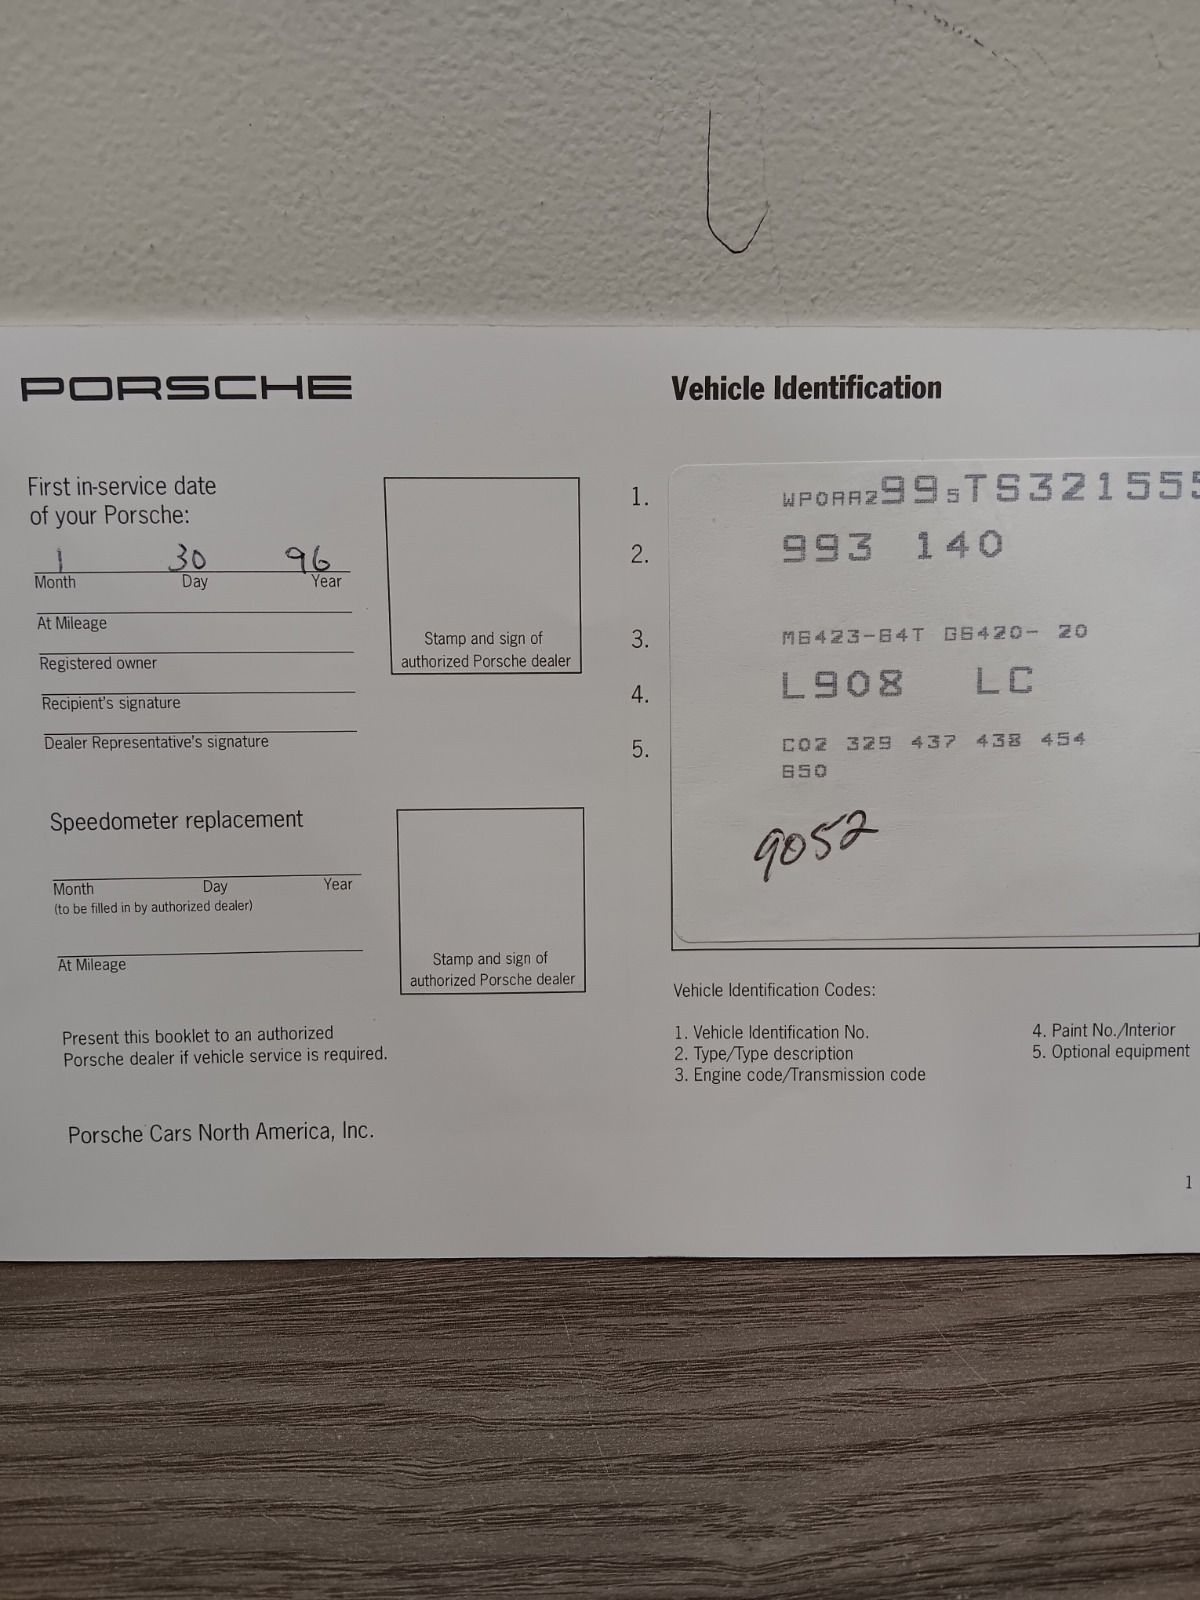 PORSCHE
First in-service date
of your Porsche:
1 30 96
Month Day Year
At Mileage
Registered owner
Recipient's signature
Dealer Representative's signature
Stamp and sign of
authorized Porsche dealer
Speedometer replacement
Month Day Year
(to be filled in by authorized dealer)
At Mileage
Stamp and sign of
authorized Porsche dealer
Present this booklet to an authorized
Porsche dealer if vehicle service is required.
Porsche Cars North America, Inc.
Vehicle Identification
1. WP0AA2995TS321555
2. 993 140
3. M6423-64T G6420- 20
4. L908 LC
5. C02 329 437 438 454
650
9052
Vehicle Identification Codes:
1. Vehicle Identification No.
2. Type/Type description
3. Engine code/Transmission code
4. Paint No./Interior
5. Optional equipment
1